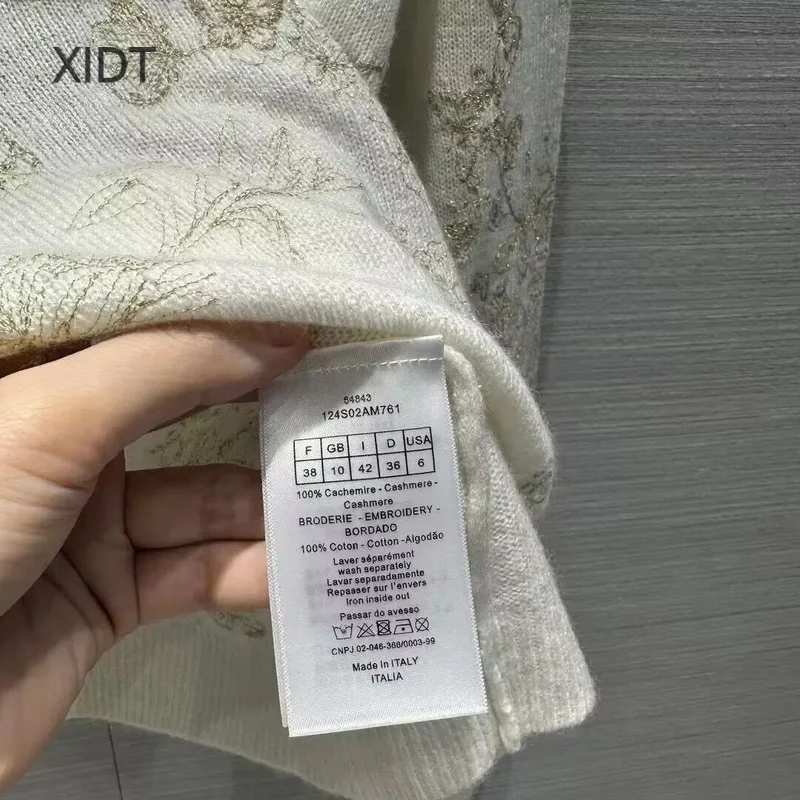 XIDT
64843
124S02AM761
F GB I D USA
38 10 42 36 6
100% Cachemire - Cashmere -
Cashmere
BRODERIE - EMBROIDERY -
BORDADO
100% Coton - Cotton - Algodão
Laver séparément
wash separately
Lavar separadamente
Repasser sur l'envers
Iron inside out
Passar do avesso
CNPJ.02-046-366/0003-99
Made in ITALY
ITALIA